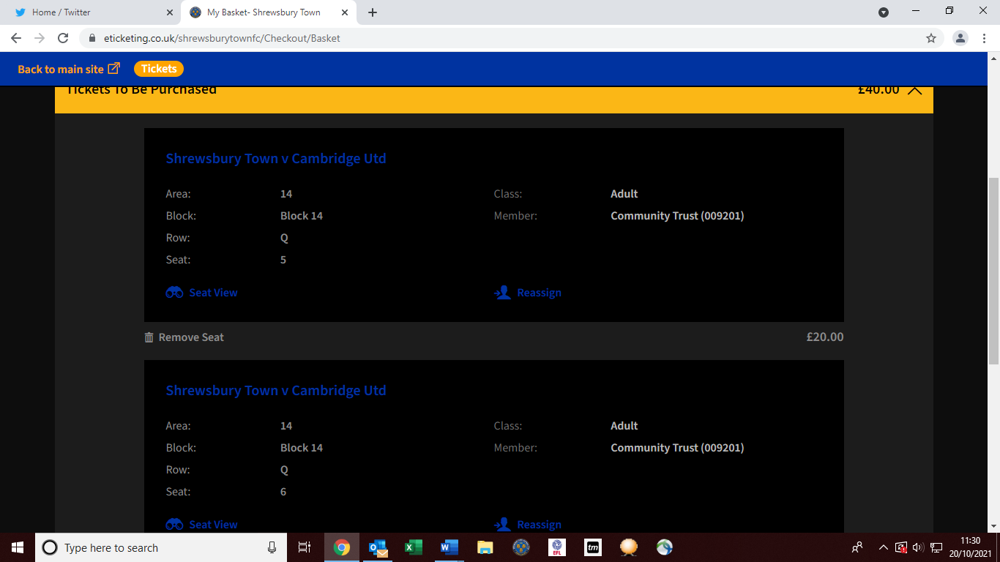 Home / Twitter
My Basket- Shrewsbury Town
eticketing.co.uk/shrewsburytownfc/Checkout/Basket
Back to main site
Tickets
Tickets To Be Purchased £40.00
Shrewsbury Town v Cambridge Utd
Area: 14 Class: Adult
Block: Block 14 Member: Community Trust (009201)
Row: Q
Seat: 5
Seat View Reassign
Remove Seat £20.00
Shrewsbury Town v Cambridge Utd
Area: 14 Class: Adult
Block: Block 14 Member: Community Trust (009201)
Row: Q
Seat: 6
Seat View Reassign
Type here to search
EFL
tm
11:30
20/10/2021